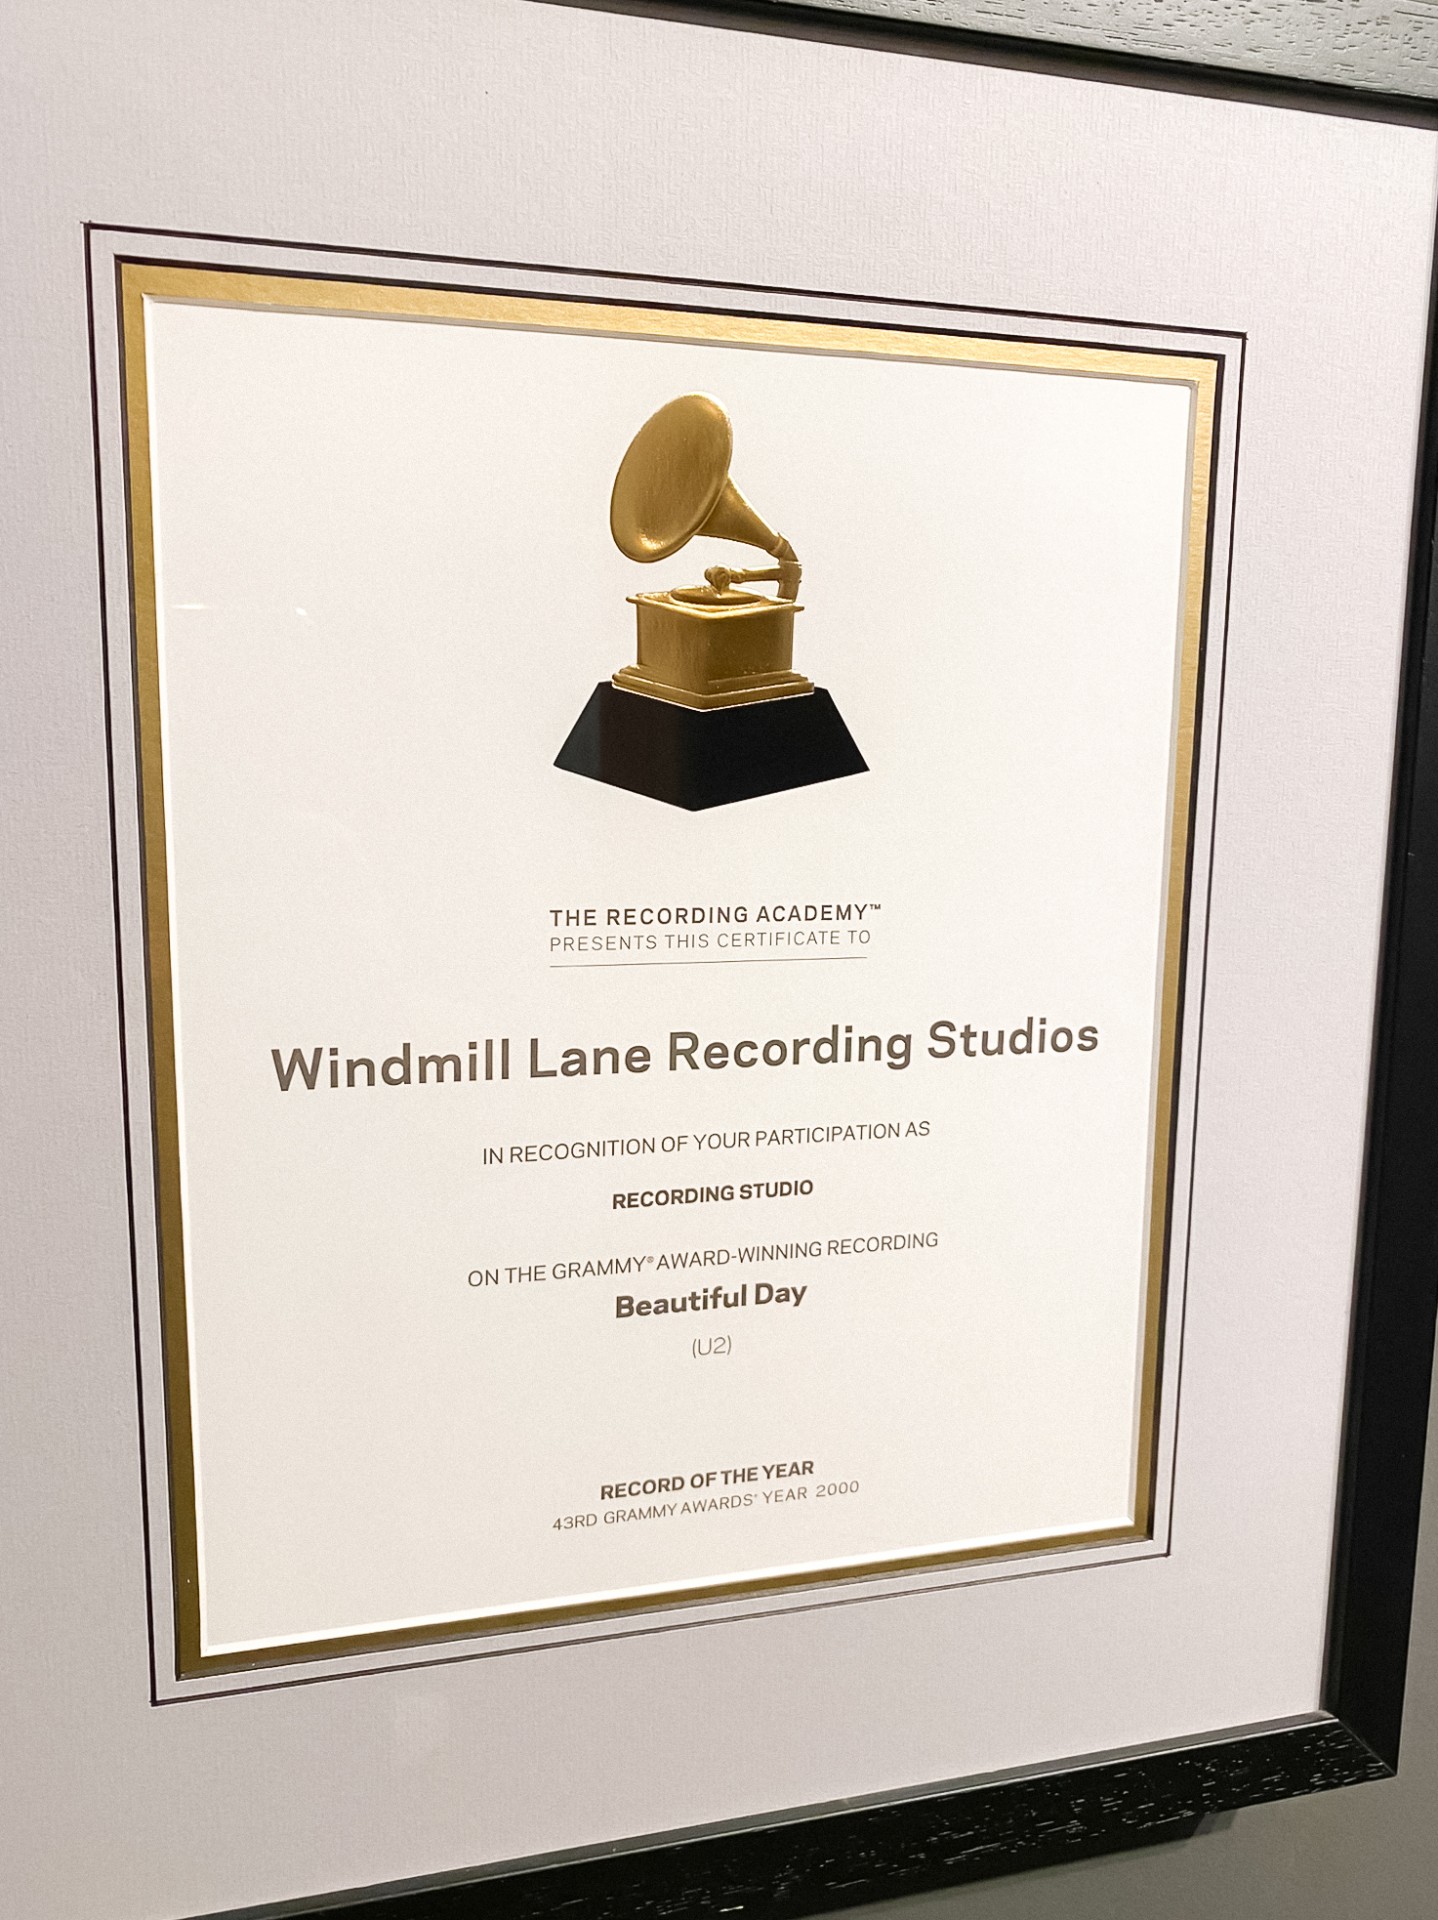 THE RECORDING ACADEMY™
PRESENTS THIS CERTIFICATE TO
Windmill Lane Recording Studios
IN RECOGNITION OF YOUR PARTICIPATION AS
RECORDING STUDIO
ON THE GRAMMY® AWARD-WINNING RECORDING
Beautiful Day
(U2)
RECORD OF THE YEAR
43RD GRAMMY AWARDS® YEAR 2000